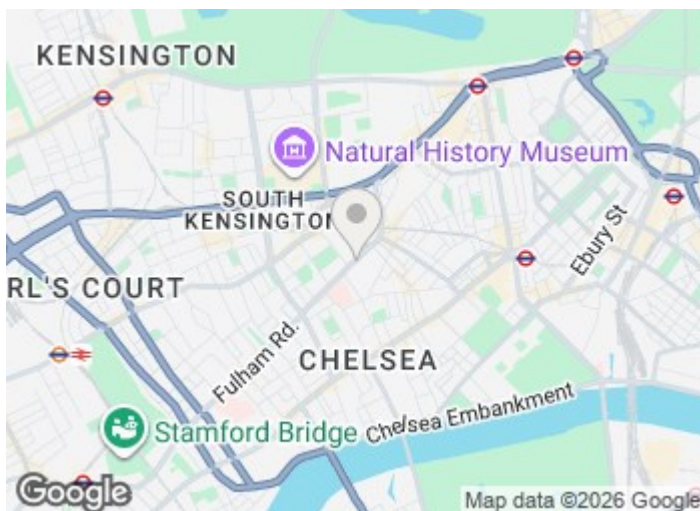 KENSINGTON
Natural History Museum
SOUTH
KENSINGTON
Ebury St
RL'S COURT
Fulham Rd.
CHELSEA
Chelsea Embankment
Stamford Bridge
Google
Map data ©2026 Google